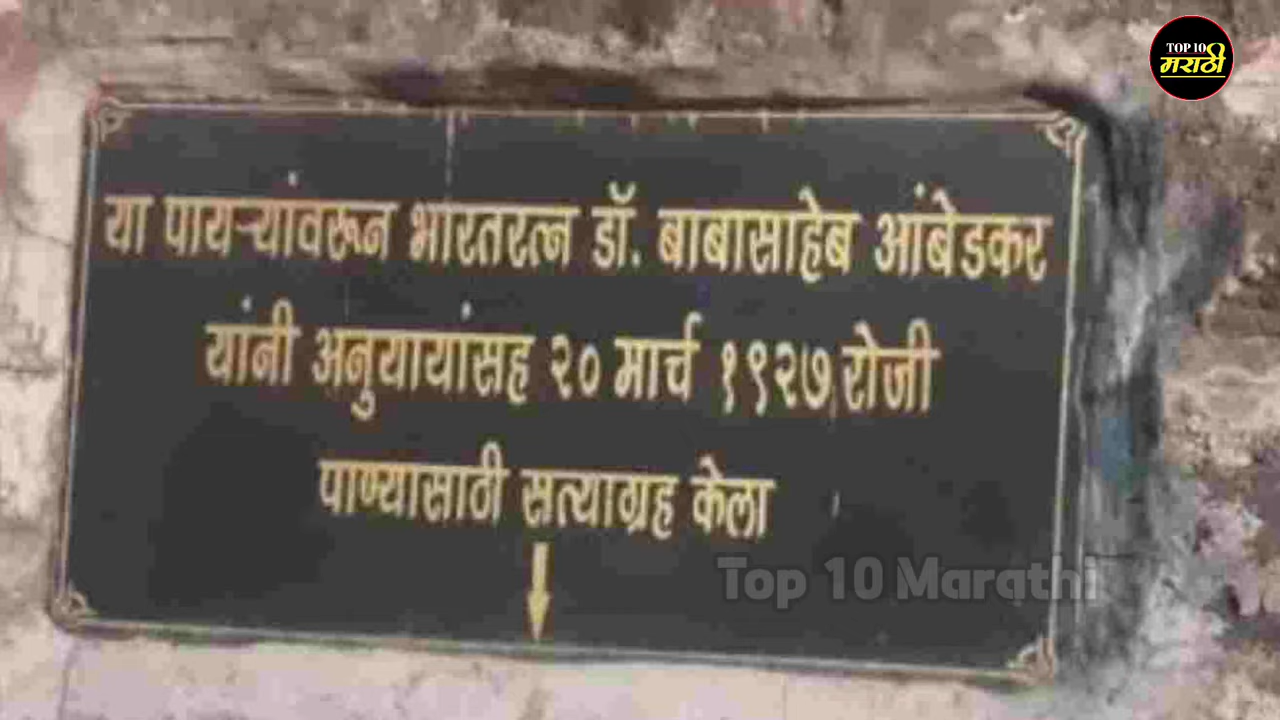 TOP 10
मराठी
या पायऱ्यांवरून भारतरत्न डॉ. बाबासाहेब आंबेडकर
यांनी अनुयायांसह २० मार्च १९२७ रोजी
पाण्यासाठी सत्याग्रह केला
Top 10 Marathi